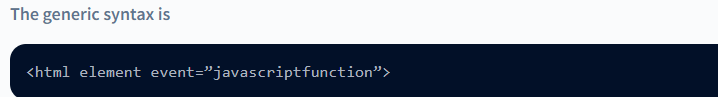 The generic syntax is
<html element event=”javascriptfunction”>